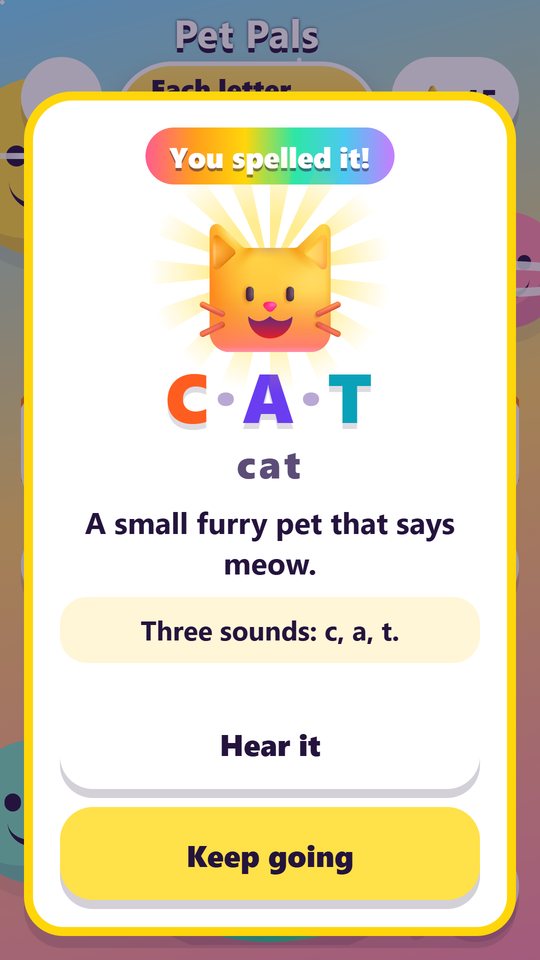 Pet Pals
Each letter
You spelled it!
C·A·T
cat
A small furry pet that says
meow.
Three sounds: c, a, t.
Hear it
Keep going